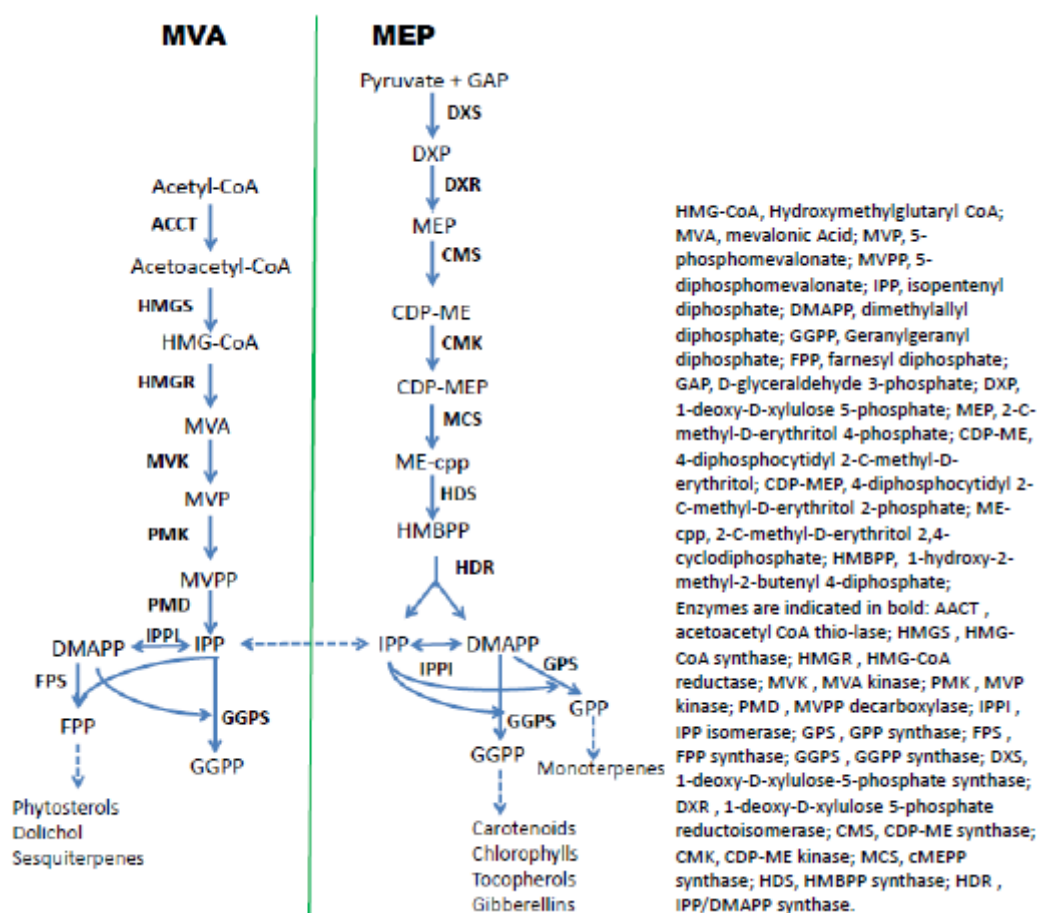 MVA
MEP
Pyruvate + GAP
DXS
DXP
DXR
MEP
CMS
CDP-ME
CMK
CDP-MEP
MCS
ME-cpp
HDS
HMBPP
HDR
Acetyl-CoA
ACCT
Acetoacetyl-CoA
HMGS
HMG-CoA
HMGR
MVA
MVK
MVP
PMK
MVPP
PMD
DMAPP
IPPI
IPP
IPP
DMAPP
IPPI
FPS
GPS
FPP
GGPS
GGPP
GGPS
GPP
GGPP
Monoterpenes
Phytosterols
Dolichol
Sesquiterpenes
Carotenoids
Chlorophylls
Tocopherols
Gibberellins
HMG-CoA, Hydroxymethylglutaryl CoA;
MVA, mevalonic Acid; MVP, 5-
phosphomevalonate; MVPP, 5-
diphosphomevalonate; IPP, isopentenyl
diphosphate; DMAPP, dimethylallyl
diphosphate; GGPP, Geranylgeranyl
diphosphate; FPP, farnesyl diphosphate;
GAP, D-glyceraldehyde 3-phosphate; DXP,
1-deoxy-D-xylulose 5-phosphate; MEP, 2-C-
methyl-D-erythritol 4-phosphate; CDP-ME,
4-diphosphocytidyl 2-C-methyl-D-
erythritol; CDP-MEP, 4-diphosphocytidyl 2-
C-methyl-D-erythritol 2-phosphate; ME-
cpp, 2-C-methyl-D-erythritol 2,4-
cyclodiphosphate; HMBPP, 1-hydroxy-2-
methyl-2-butenyl 4-diphosphate;
Enzymes are indicated in bold: AACT ,
acetoacetyl CoA thio-lase; HMGS , HMG-
CoA synthase; HMGR , HMG-CoA
reductase; MVK , MVA kinase; PMK , MVP
kinase; PMD , MVPP decarboxylase; IPPI ,
IPP isomerase; GPS , GPP synthase; FPS ,
FPP synthase; GGPS , GGPP synthase; DXS,
1-deoxy-D-xylulose-5-phosphate synthase;
DXR , 1-deoxy-D-xylulose 5-phosphate
reductoisomerase; CMS, CDP-ME synthase;
CMK, CDP-ME kinase; MCS, cMEPP
synthase; HDS, HMBPP synthase; HDR ,
IPP/DMAPP synthase.